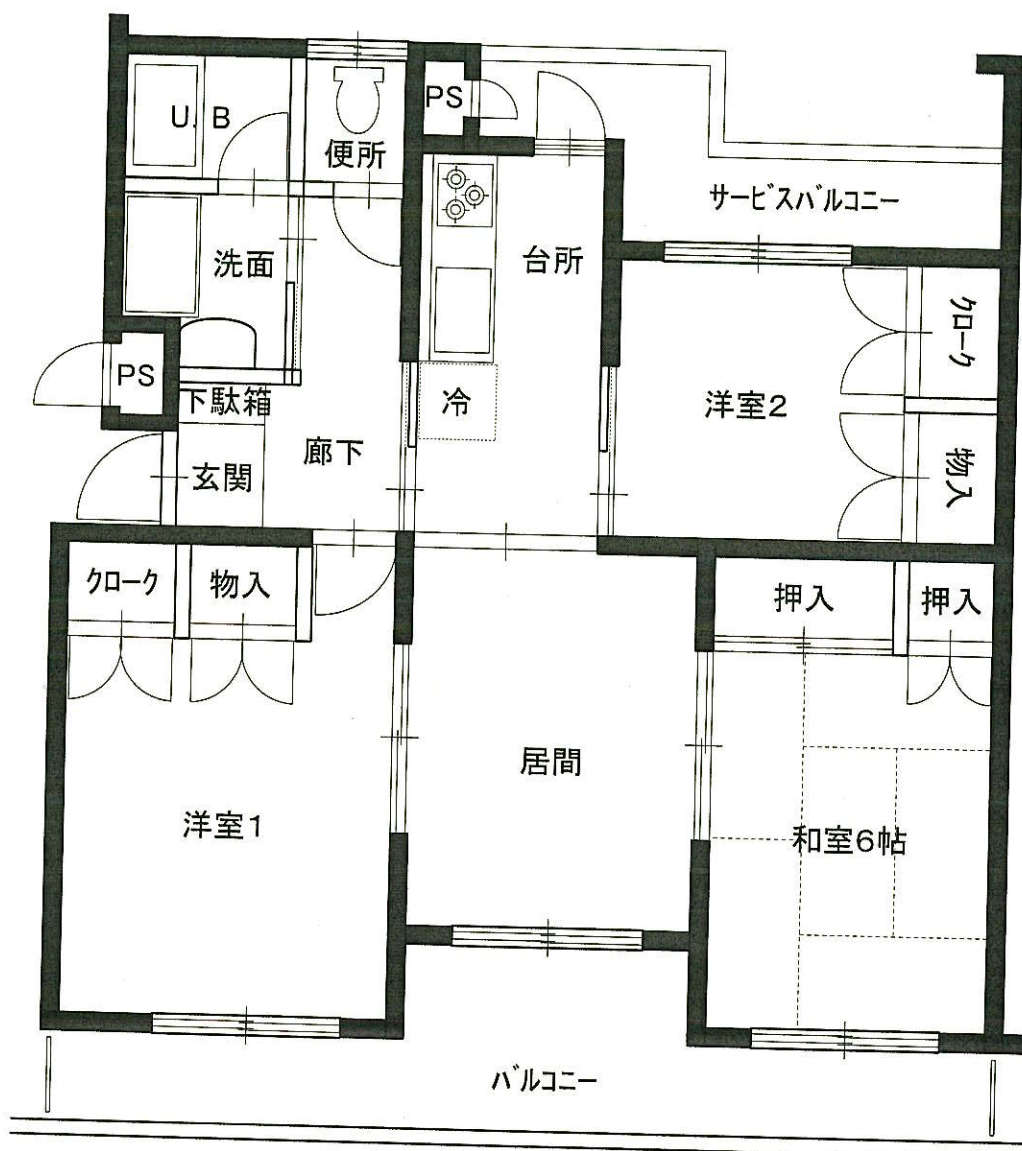 PS
U.B
便所
サービスバルコニー
洗面
台所
クローク
PS
下駄箱
冷
洋室2
廊下
玄関
物入
クローク
物入
押入
押入
居間
洋室1
和室6帖
バルコニー